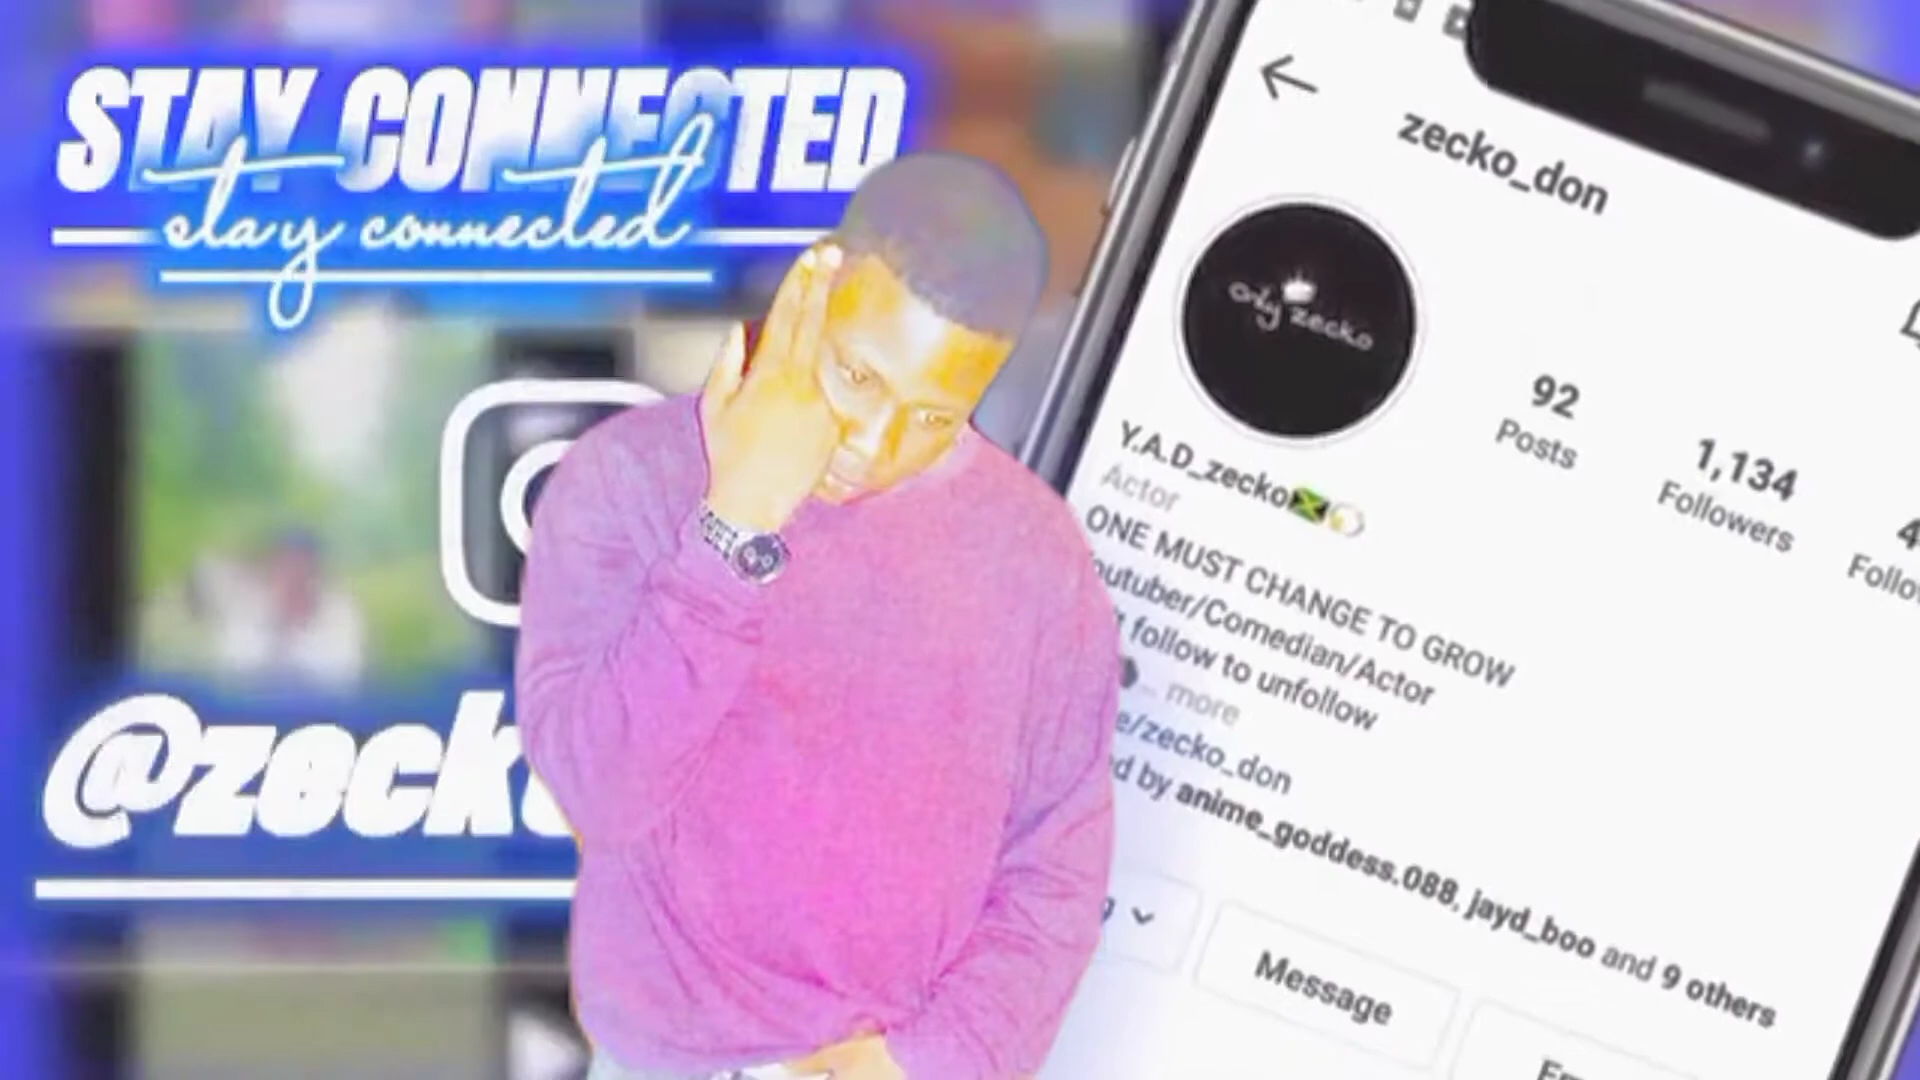 STAY CONNECTED
stay connected
zecko_don
only zecko
92
Posts
1,134
Followers
Y.A.D_zecko
Actor
ONE MUST CHANGE TO GROW
outuber/Comedian/Actor
follow to unfollow
more
e/zecko_don
d by anime_goddess.088, jayd_boo and 9 others
@zeck
Message